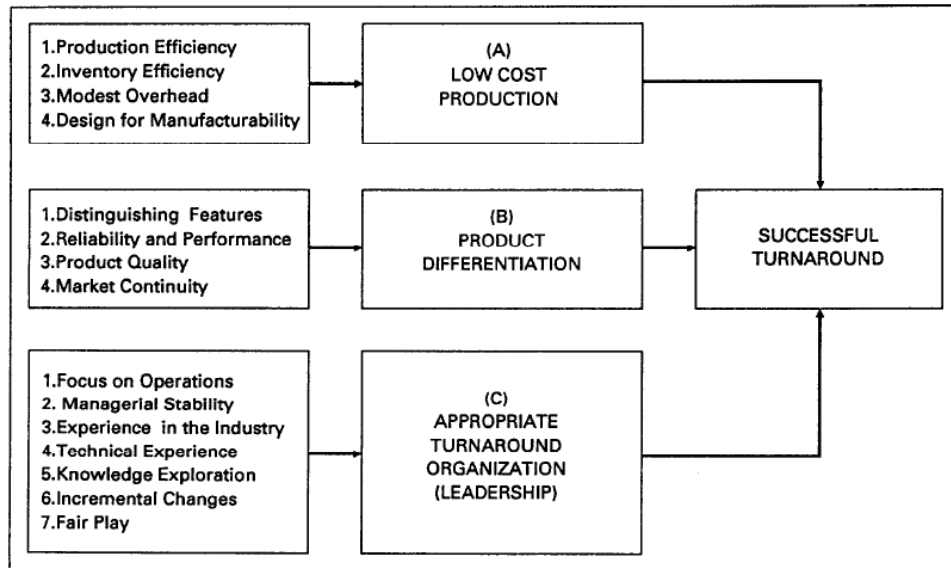 1.Production Efficiency
2.Inventory Efficiency
3.Modest Overhead
4.Design for Manufacturability
(A)
LOW COST
PRODUCTION
1.Distinguishing Features
2.Reliability and Performance
3.Product Quality
4.Market Continuity
(B)
PRODUCT
DIFFERENTIATION
SUCCESSFUL
TURNAROUND
1.Focus on Operations
2. Managerial Stability
3.Experience in the Industry
4.Technical Experience
5.Knowledge Exploration
6.Incremental Changes
7.Fair Play
(C)
APPROPRIATE
TURNAROUND
ORGANIZATION
(LEADERSHIP)